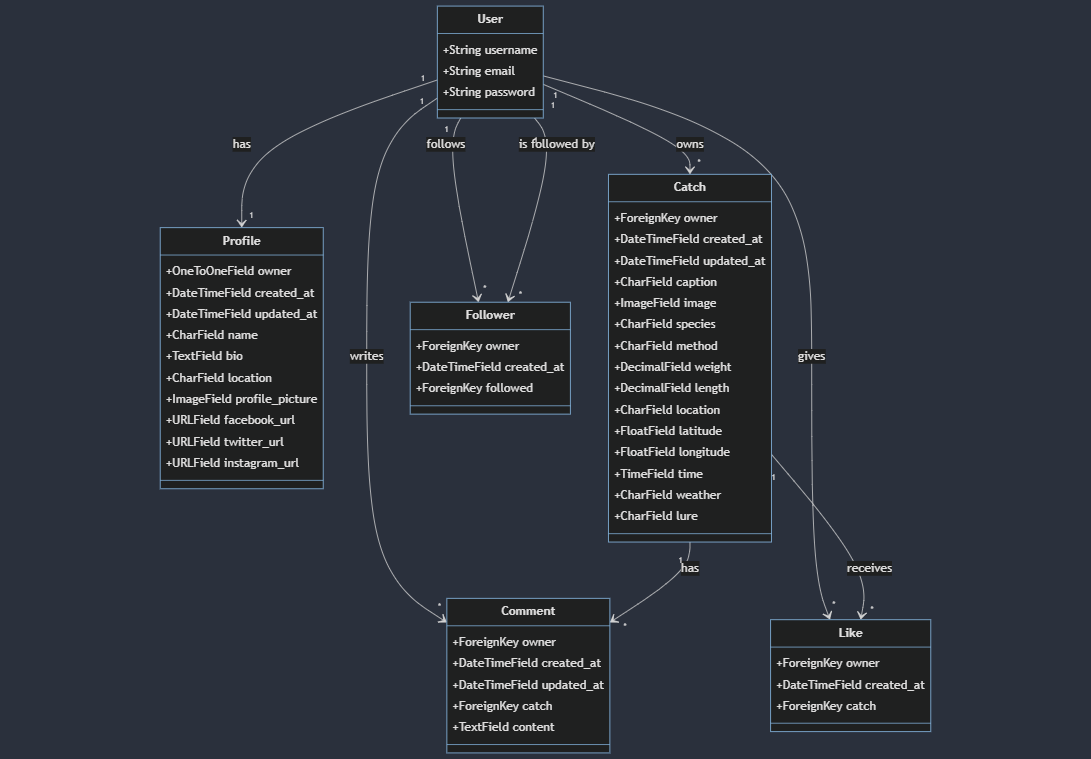 User
+String username
+String email
+String password
1
1
1
1
1
1
has
follows
is followed by
owns
*
Catch
+ForeignKey owner
+DateTimeField created_at
+DateTimeField updated_at
+CharField caption
+ImageField image
+CharField species
+CharField method
+DecimalField weight
+DecimalField length
+CharField location
+FloatField latitude
+FloatField longitude
+TimeField time
+CharField weather
+CharField lure
1
Profile
+OneToOneField owner
+DateTimeField created_at
+DateTimeField updated_at
+CharField name
+TextField bio
+CharField location
+ImageField profile_picture
+URLField facebook_url
+URLField twitter_url
+URLField instagram_url
*
*
Follower
+ForeignKey owner
+DateTimeField created_at
+ForeignKey followed
writes
gives
1
1
has
receives
*
*
Comment
+ForeignKey owner
+DateTimeField created_at
+DateTimeField updated_at
+ForeignKey catch
+TextField content
*
*
Like
+ForeignKey owner
+DateTimeField created_at
+ForeignKey catch